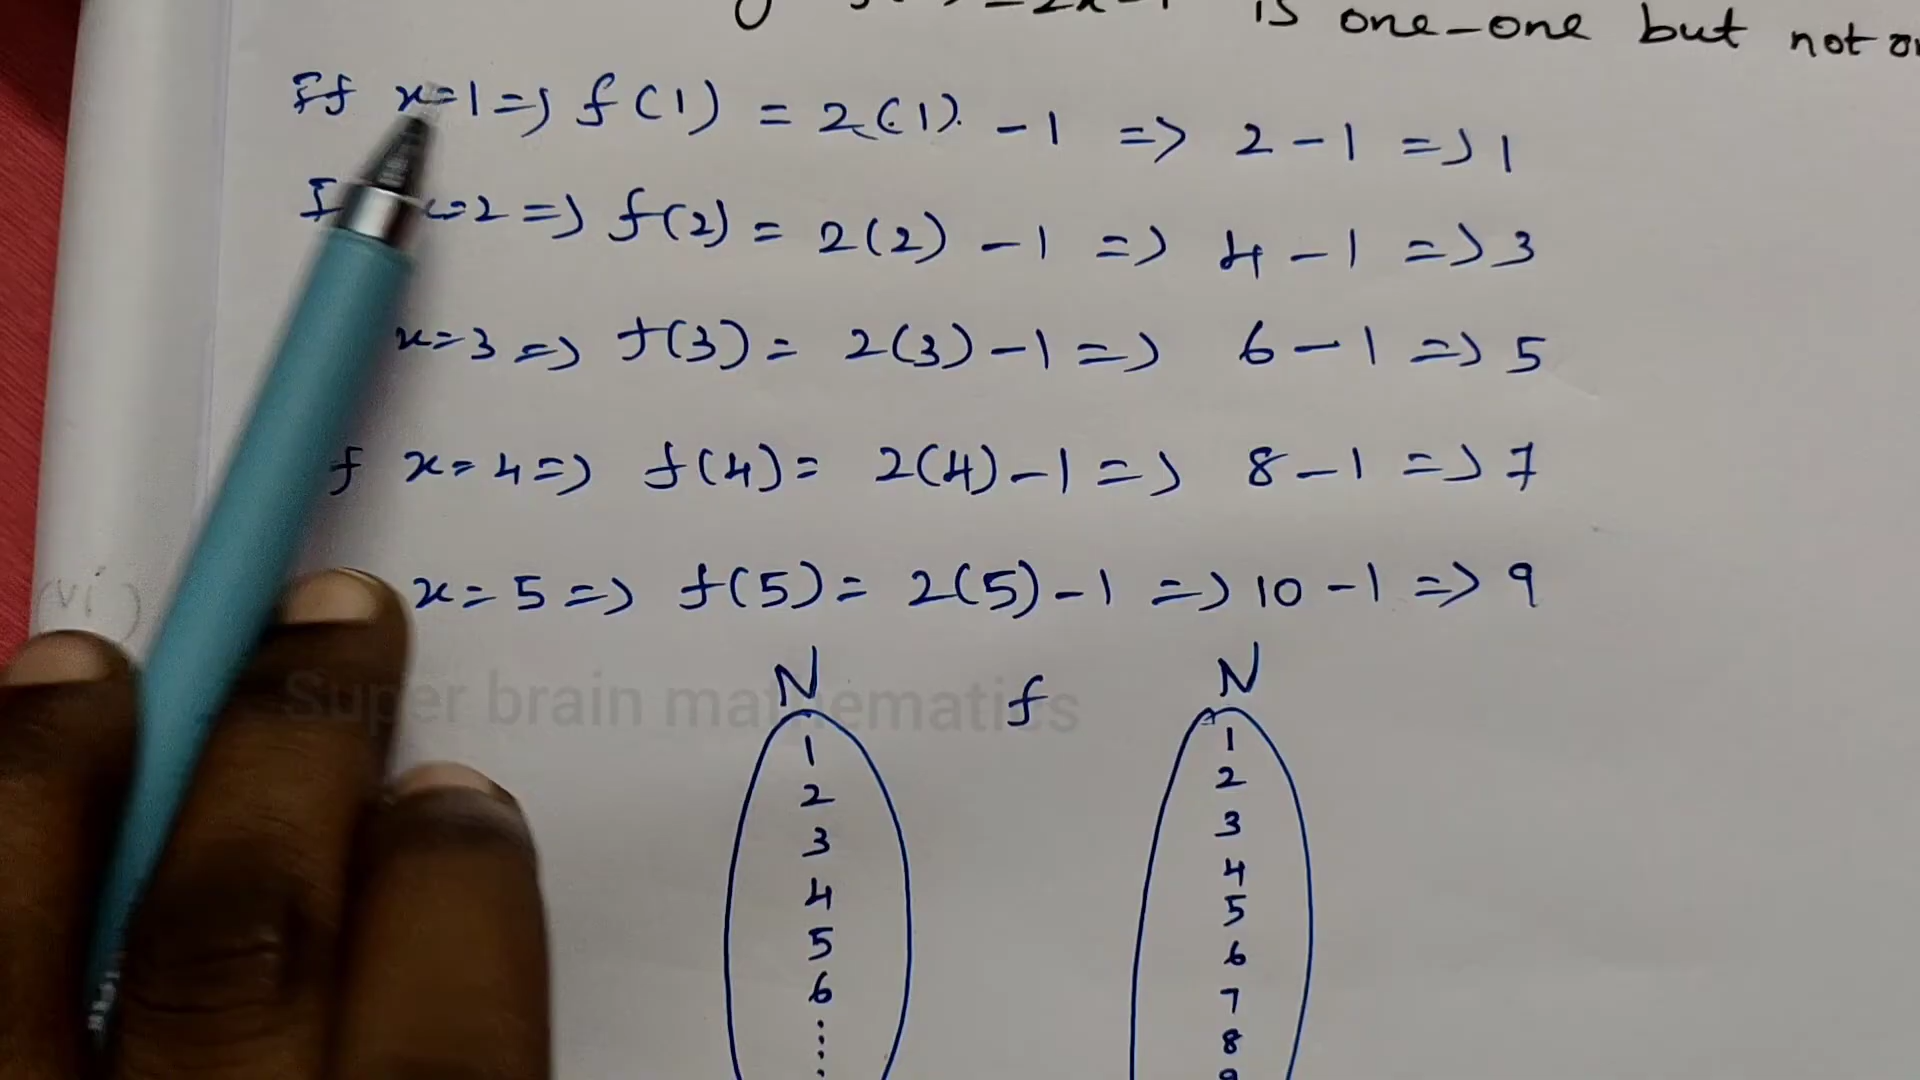 is one-one but not
If x=1 => f(1) = 2(1) - 1 => 2 - 1 => 1
x=2 => f(2) = 2(2) - 1 => 4 - 1 => 3
x=3 => f(3) = 2(3) - 1 => 6 - 1 => 5
f x=4 => f(4) = 2(4) - 1 => 8 - 1 => 7
x=5 => f(5) = 2(5) - 1 => 10 - 1 => 9
(vi)
Super brain mathematics
N f N
1 1
2 2
3 3
4 4
5 5
6 6
7
8
9